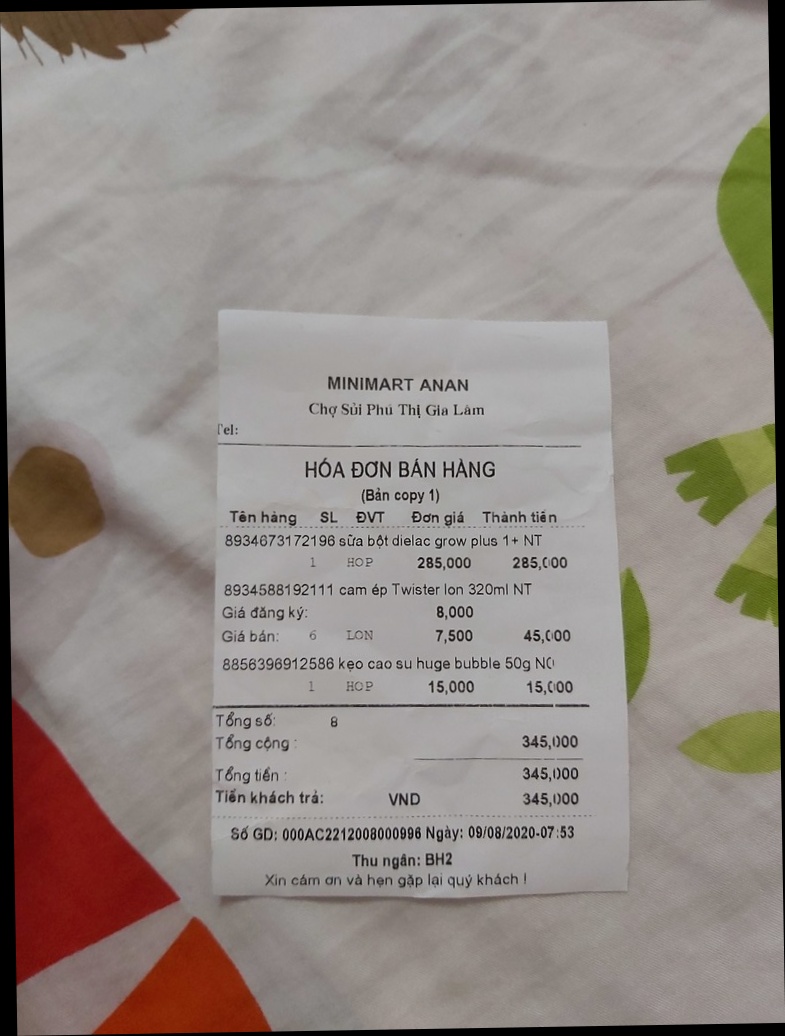 MINIMART ANAN
Chợ Sủi Phú Thị Gia Lâm
Tel:
HÓA ĐƠN BÁN HÀNG
(Bản copy 1)
Tên hàng SL ĐVT Đơn giá Thành tiền
8934673172196 sữa bột dielac grow plus 1+ NT
1 HOP 285,000 285,000
8934588192111 cam ép Twister lon 320ml NT
Giá đăng ký: 8,000
Giá bán: 6 LON 7,500 45,000
8856396912586 kẹo cao su huge bubble 50g NC
1 HOP 15,000 15,000
Tổng số: 8
Tổng cộng : 345,000
Tổng tiền : 345,000
Tiền khách trả: VND 345,000
Số GD: 000AC2212008000996 Ngày: 09/08/2020-07:53
Thu ngân: BH2
Xin cám ơn và hẹn gặp lại quý khách !